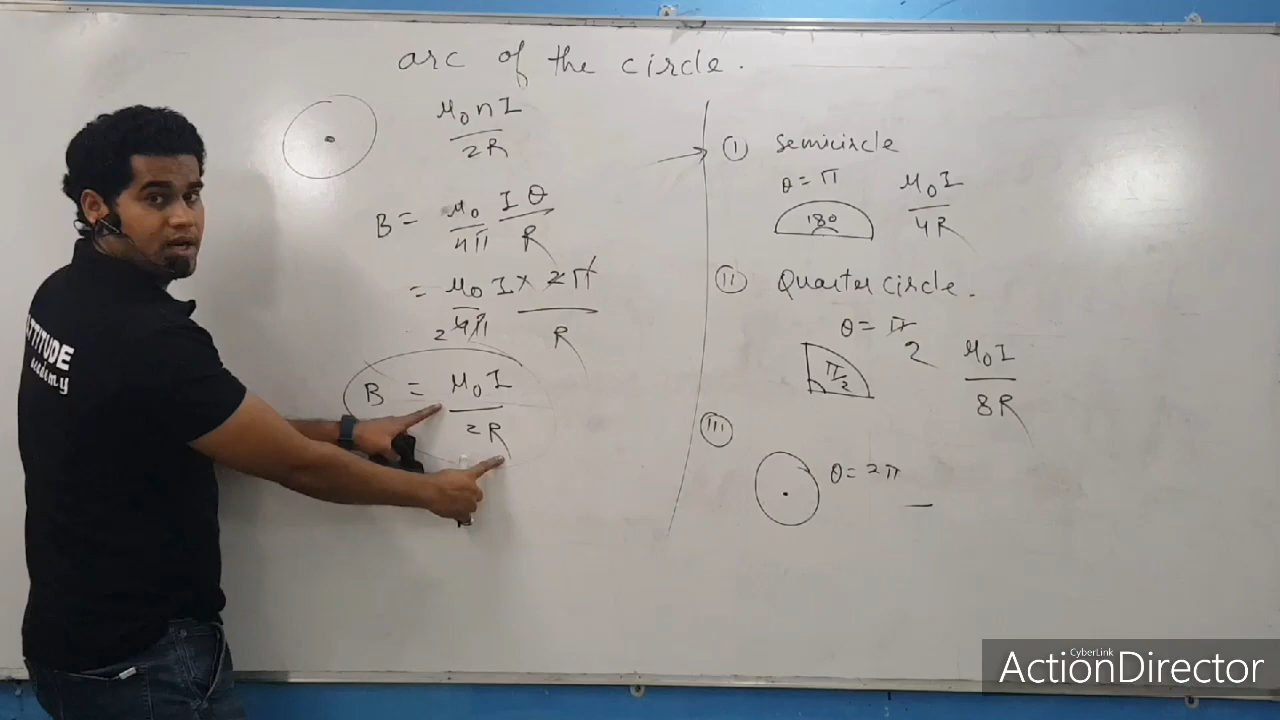 arc of the circle.
μ₀nI
2R
B = μ₀/4π Iθ/R
= μ₀/4π I × 2π/R
2
B = μ₀I/2R
(I) Semicircle
θ = π μ₀I/4R
180
(II) Quarter circle.
θ = π/2 μ₀I/8R
π/2
(III)
θ = 2π
ATTITUDE
academy
CyberLink
ActionDirector